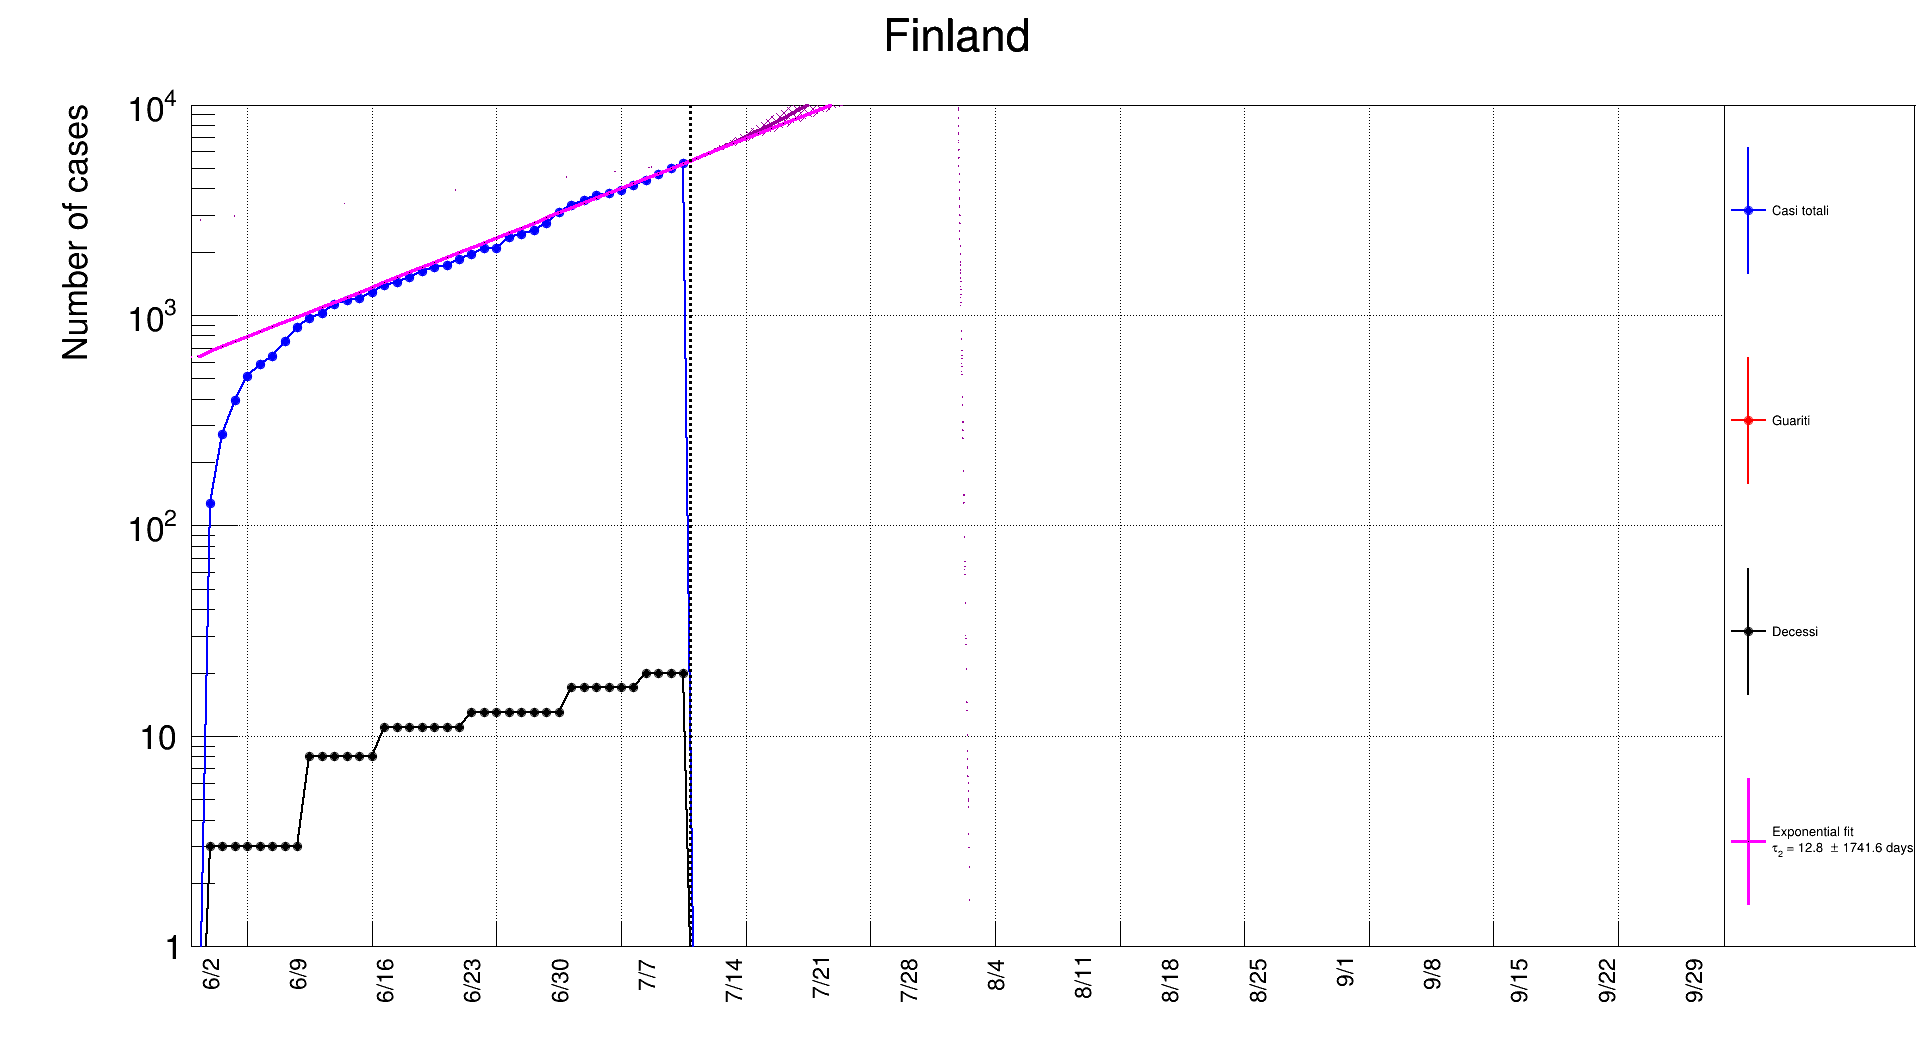 Finland
Number of cases
10^4
10^3
10^2
10
1
6/2 6/9 6/16 6/23 6/30 7/7 7/14 7/21 7/28 8/4 8/11 8/18 8/25 9/1 9/8 9/15 9/22 9/29
Casi totali
Guariti
Decessi
Exponential fit
τ_2 = 12.8 ± 1741.6 days